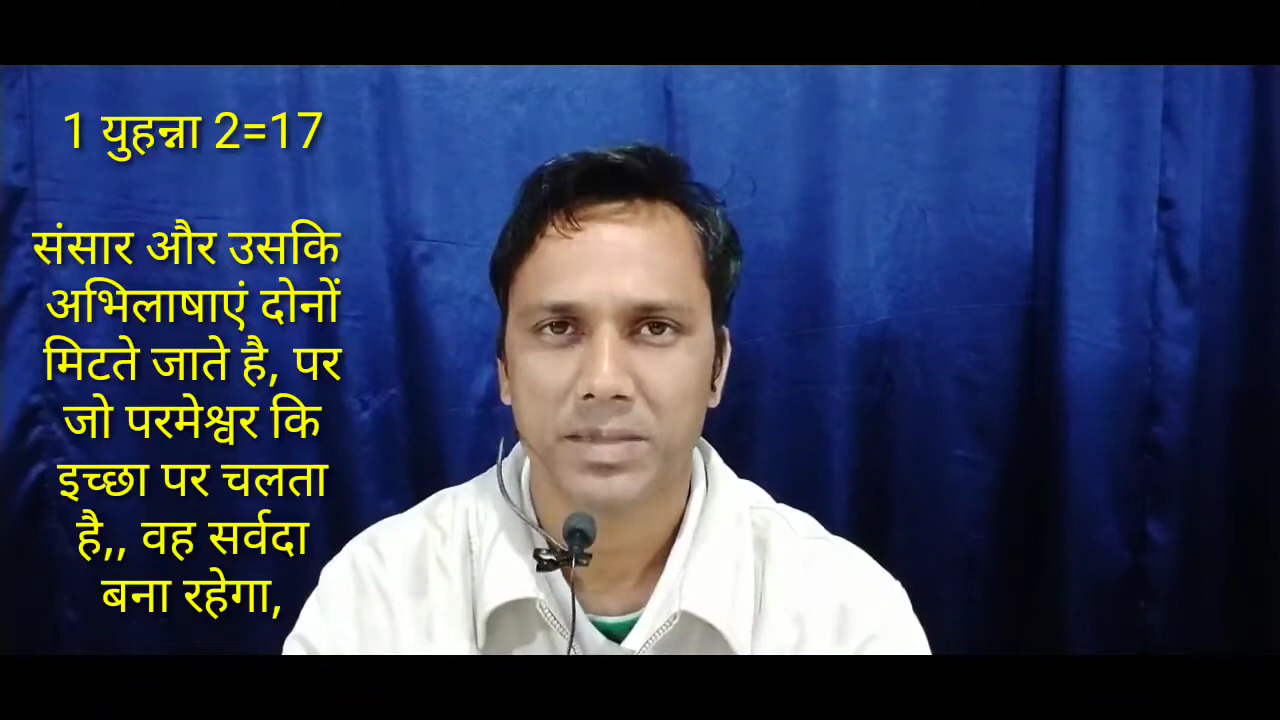 1 युहन्ना 2=17
संसार और उसकि
अभिलाषाएं दोनों
मिटते जाते है, पर
जो परमेश्वर कि
इच्छा पर चलता
है,, वह सर्वदा
बना रहेगा,